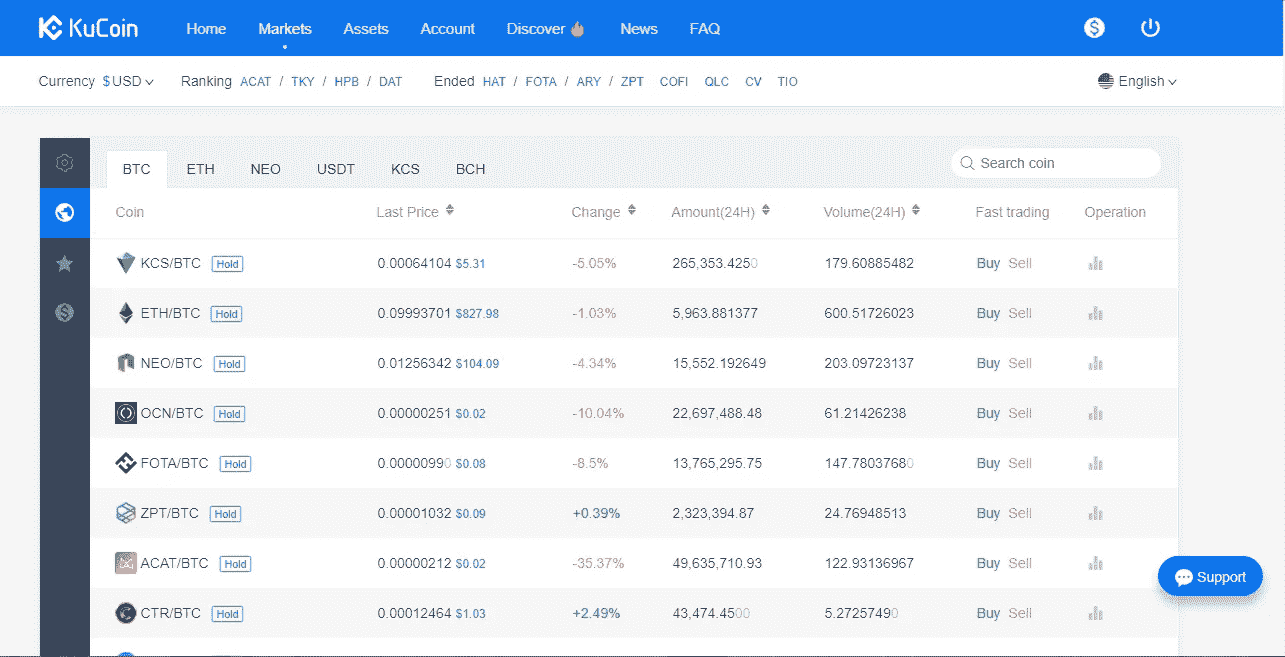 KuCoin Home Markets Assets Account Discover News FAQ
Currency $ USD Ranking ACAT / TKY / HPB / DAT Ended HAT / FOTA / ARY / ZPT COFI QLC CV TIO English
BTC ETH NEO USDT KCS BCH Search coin
Coin Last Price Change Amount(24H) Volume(24H) Fast trading Operation
KCS/BTC Hold 0.00064104 $5.31 -5.05% 265,353.4250 179.60885482 Buy Sell
ETH/BTC Hold 0.09993701 $827.98 -1.03% 5,963.881377 600.51726023 Buy Sell
NEO/BTC Hold 0.01256342 $104.09 -4.34% 15,552.192649 203.09723137 Buy Sell
OCN/BTC Hold 0.00000251 $0.02 -10.04% 22,697,488.48 61.21426238 Buy Sell
FOTA/BTC Hold 0.00000990 $0.08 -8.5% 13,765,295.75 147.78037680 Buy Sell
ZPT/BTC Hold 0.00001032 $0.09 +0.39% 2,323,394.87 24.76948513 Buy Sell
ACAT/BTC Hold 0.00000212 $0.02 -35.37% 49,635,710.93 122.93136967 Buy Sell
Support
CTR/BTC Hold 0.00012464 $1.03 +2.49% 43,474.4500 5.27257490 Buy Sell